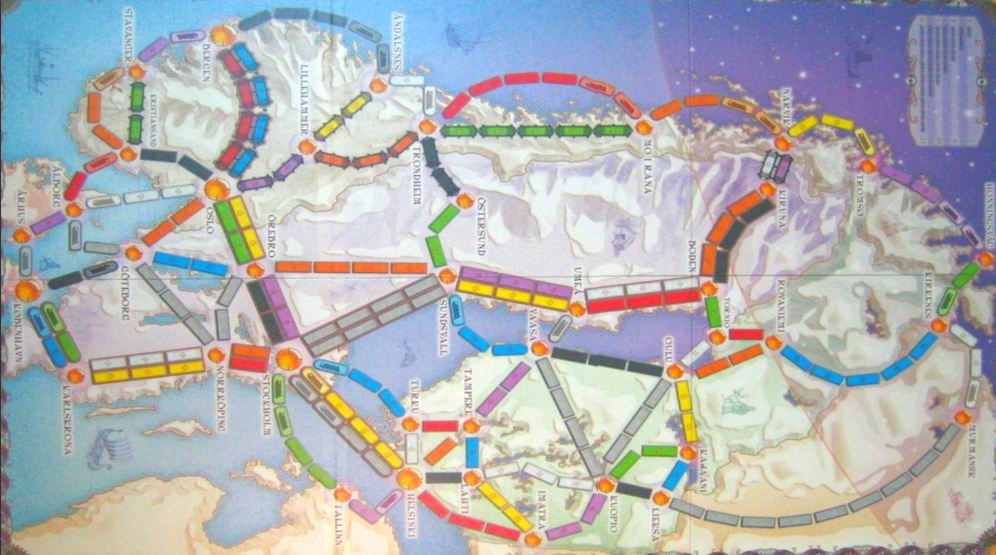 HONNINGSVÅG
TROMSØ
KIRKENES
MURMANSK
NARVIK
KIRUNA
ROVANIEMI
MO I RANA
BODEN
TORNIO
OULU
KAJAANI
LIEKSA
KUOPIO
UMEÅ
VAASA
ÖSTERSUND
SUNDSVALL
TRONDHEIM
ÅNDALSNES
LILLEHAMMER
BERGEN
STAVANGER
KRISTIANSAND
OSLO
ÖREBRO
TAMPERE
TURKU
LAHTI
IMATRA
HELSINKI
TALLINN
STOCKHOLM
NORRKÖPING
GÖTEBORG
ÅLBORG
ÅRHUS
KØBENHAVN
KARLSKRONA